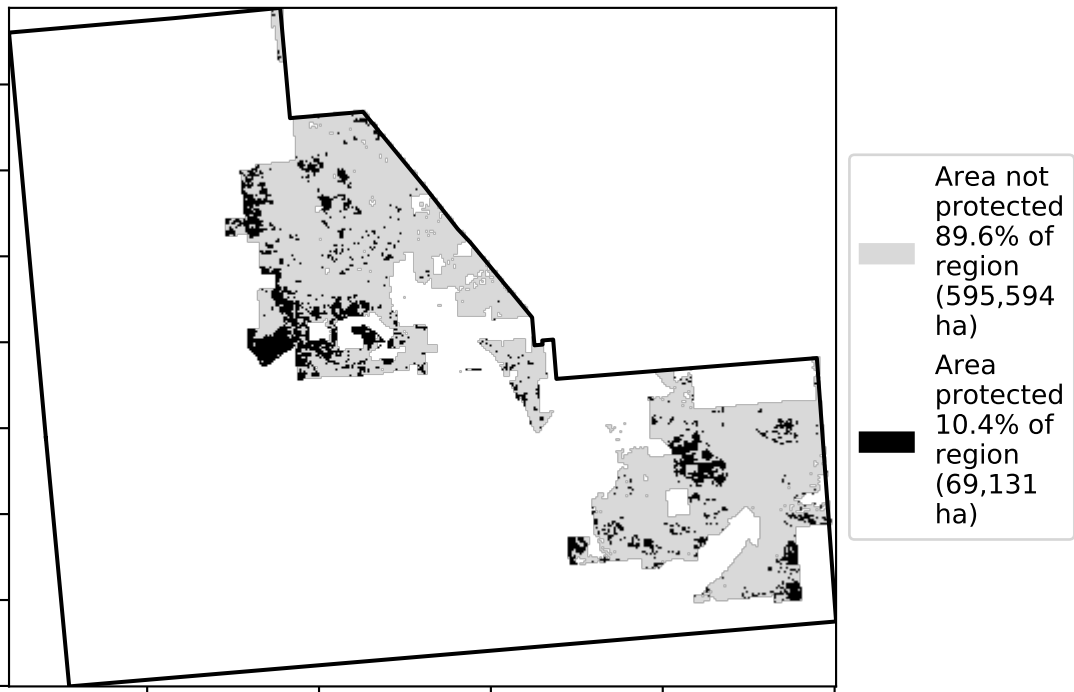 Area not
protected
89.6% of
region
(595,594
ha)
Area
protected
10.4% of
region
(69,131
ha)